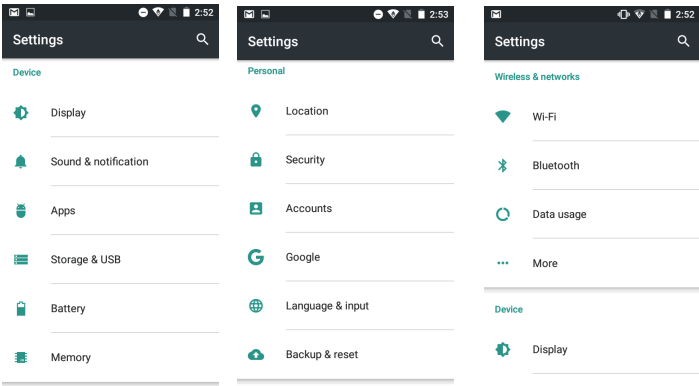 2:52
Settings
Device
Display
Sound & notification
Apps
Storage & USB
Battery
Memory
2:53
Settings
Personal
Location
Security
Accounts
Google
Language & input
Backup & reset
2:52
Settings
Wireless & networks
Wi-Fi
Bluetooth
Data usage
More
Device
Display